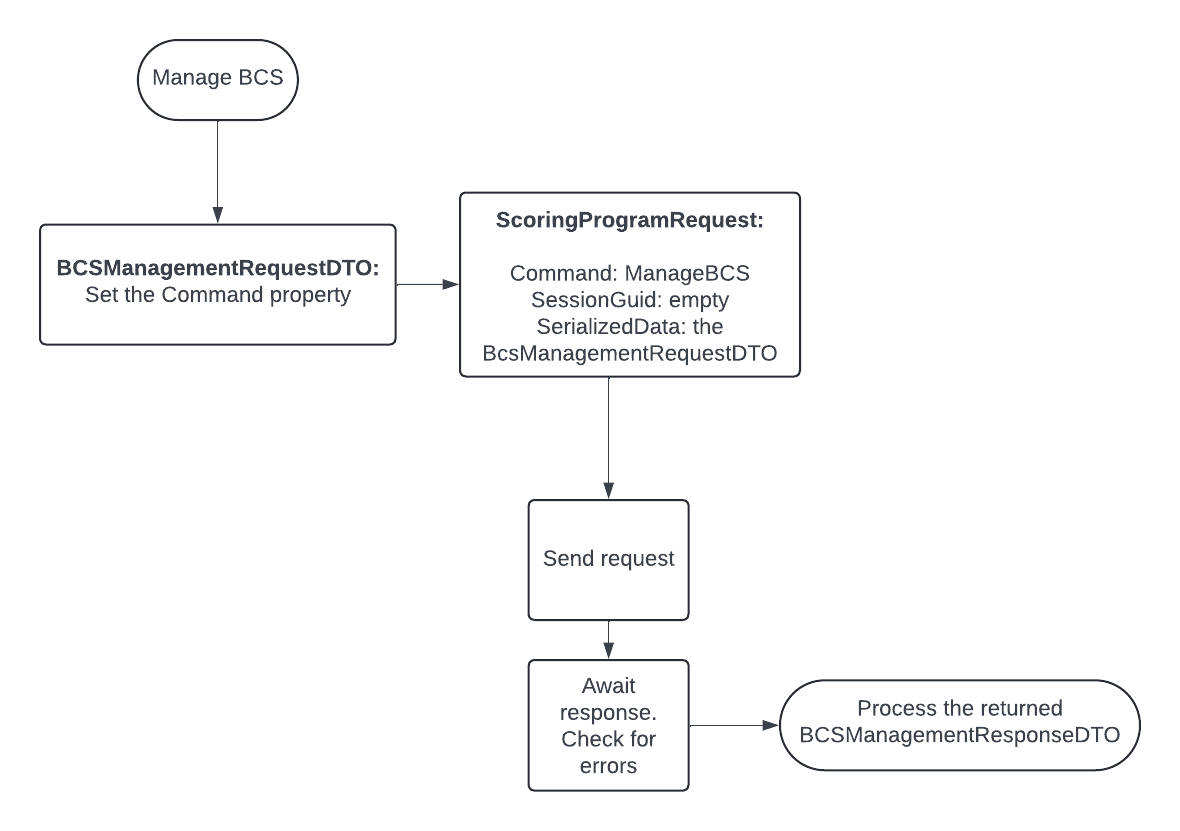 Manage BCS
BCSManagementRequestDTO:
Set the Command property
ScoringProgramRequest:
Command: ManageBCS
SessionGuid: empty
SerializedData: the
BcsManagementRequestDTO
Send request
Await
response.
Check for
errors
Process the returned
BCSManagementResponseDTO